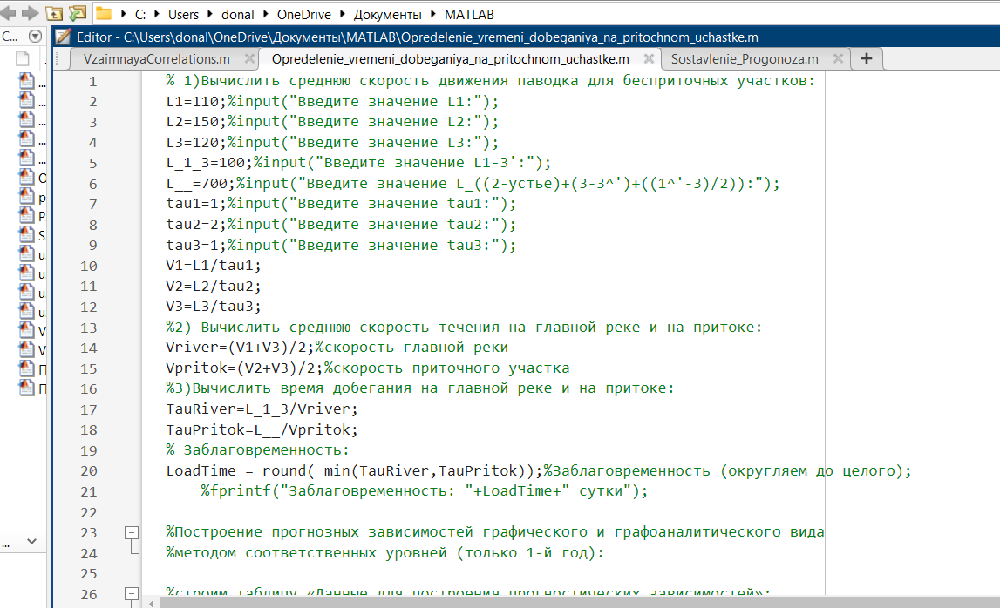 C: Users donal OneDrive Документы MATLAB
C...
Editor - C:\Users\donal\OneDrive\Документы\MATLAB\Opredelenie_vremeni_dobeganiya_na_pritochnom_uchastke.m
VzaimnayaCorrelations.m Opredelenie_vremeni_dobeganiya_na_pritochnom_uchastke.m Sostavlenie_Progonoza.m
1 % 1)Вычислить среднюю скорость движения паводка для бесприточных участков:
2 L1=110;%input("Введите значение L1:");
3 L2=150;%input("Введите значение L2:");
4 L3=120;%input("Введите значение L3:");
5 L_1_3=100;%input("Введите значение L1-3':");
6 L__=700;%input("Введите значение L_((2-устье)+(3-3^')+((1^'-3)/2)):");
7 tau1=1;%input("Введите значение tau1:");
8 tau2=2;%input("Введите значение tau2:");
9 tau3=1;%input("Введите значение tau3:");
10 V1=L1/tau1;
11 V2=L2/tau2;
12 V3=L3/tau3;
13 %2) Вычислить среднюю скорость течения на главной реке и на притоке:
14 Vriver=(V1+V3)/2;%скорость главной реки
15 Vpritok=(V2+V3)/2;%скорость приточного участка
16 %3)Вычислить время добегания на главной реке и на притоке:
17 TauRiver=L_1_3/Vriver;
18 TauPritok=L__/Vpritok;
19 % Заблаговременность:
20 LoadTime = round( min(TauRiver,TauPritok));%Заблаговременность (округляем до целого);
21 %fprintf("Заблаговременность: "+LoadTime+" сутки");
22
23 %Построение прогнозных зависимостей графического и графоаналитического вида
24 %методом соответственных уровней (только 1-й год):
25
26 %строим таблицу «Данные для построения прогностических зависимостей»: